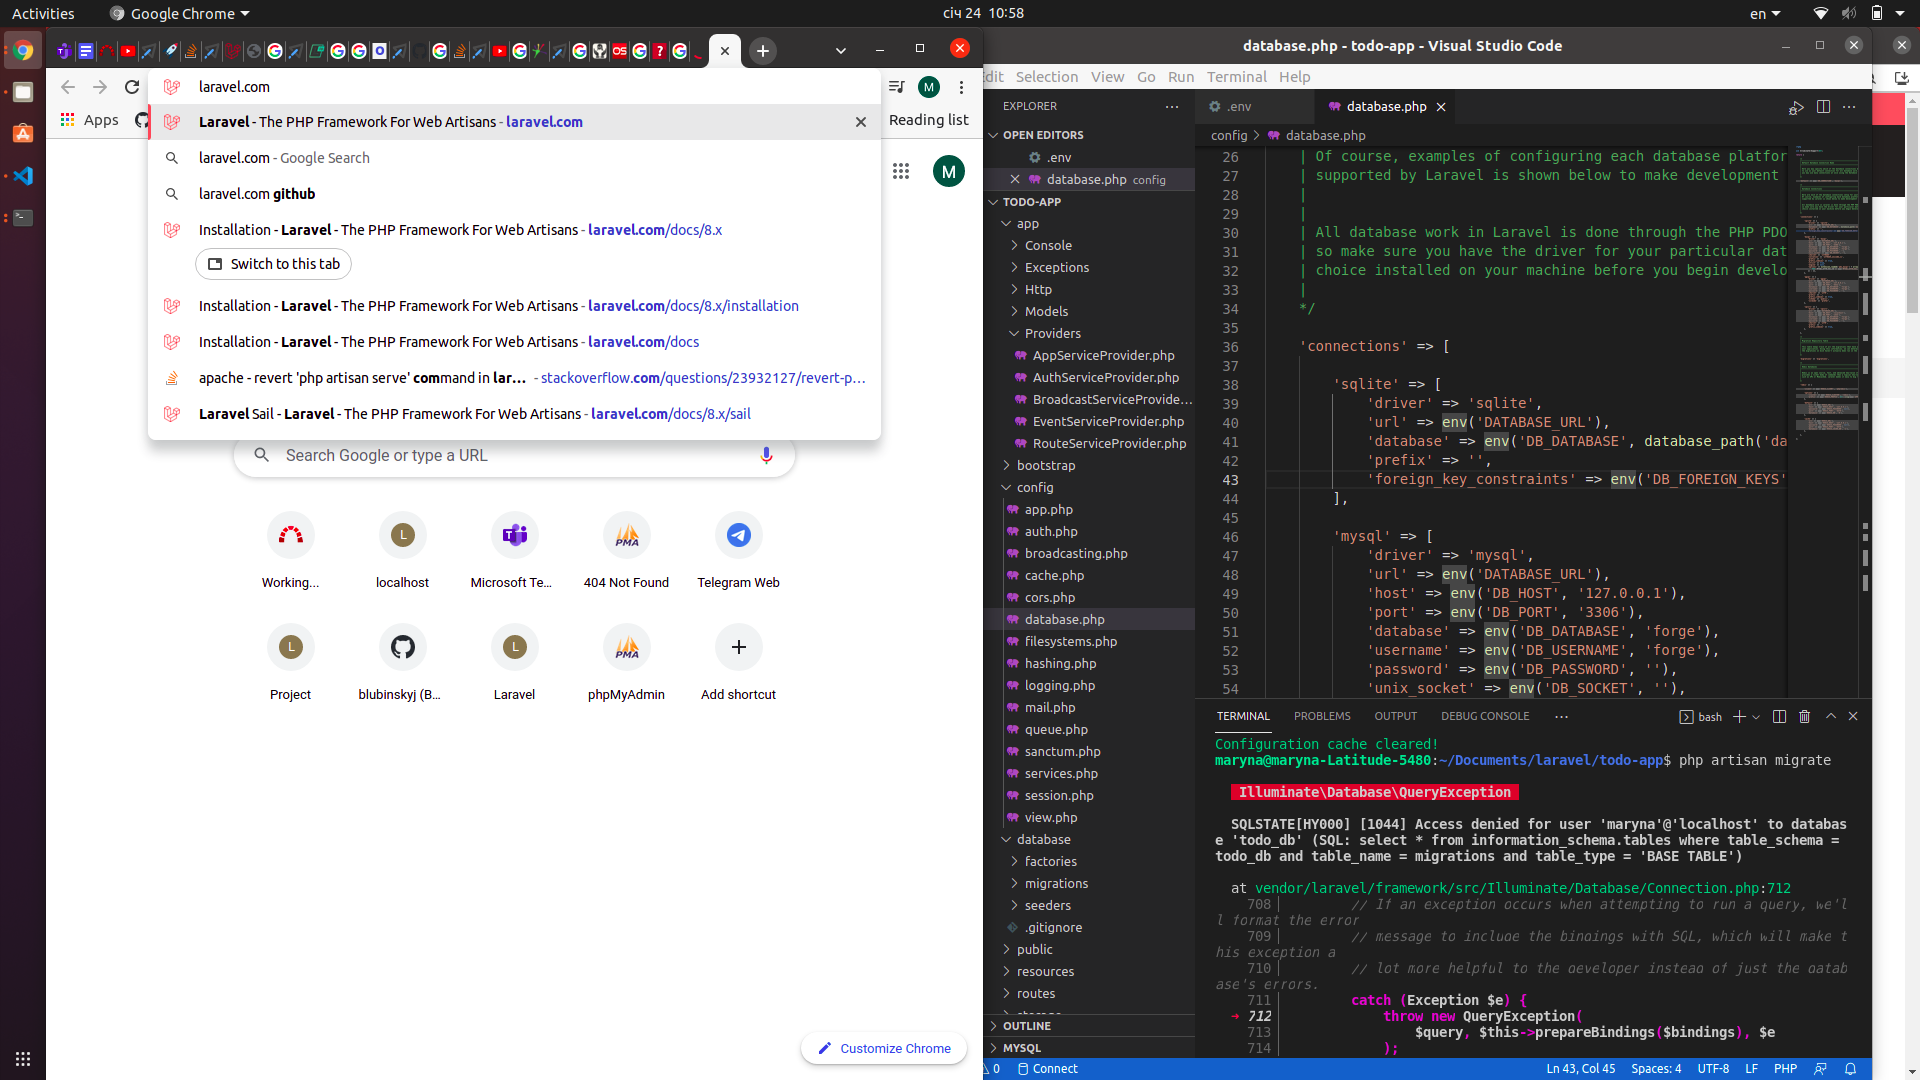 Activities
Google Chrome
січ 24 10:58
en
laravel.com
Laravel - The PHP Framework For Web Artisans - laravel.com
laravel.com - Google Search
laravel.com github
Installation - Laravel - The PHP Framework For Web Artisans - laravel.com/docs/8.x
Switch to this tab
Installation - Laravel - The PHP Framework For Web Artisans - laravel.com/docs/8.x/installation
Installation - Laravel - The PHP Framework For Web Artisans - laravel.com/docs
apache - revert 'php artisan serve' command in lar... - stackoverflow.com/questions/23932127/revert-p...
Laravel Sail - Laravel - The PHP Framework For Web Artisans - laravel.com/docs/8.x/sail
M
Apps
Reading list
M
Search Google or type a URL
L
Working...
localhost
Microsoft Te...
PMA
404 Not Found
Telegram Web
L
L
PMA
Project
blubinskyj (B...
Laravel
phpMyAdmin
Add shortcut
Customize Chrome
database.php - todo-app - Visual Studio Code
dit Selection View Go Run Terminal Help
EXPLORER
OPEN EDITORS
.env
database.php config
TODO-APP
app
Console
Exceptions
Http
Models
Providers
AppServiceProvider.php
AuthServiceProvider.php
BroadcastServiceProvide...
EventServiceProvider.php
RouteServiceProvider.php
bootstrap
config
app.php
auth.php
broadcasting.php
cache.php
cors.php
database.php
filesystems.php
hashing.php
logging.php
mail.php
queue.php
sanctum.php
services.php
session.php
view.php
database
factories
migrations
seeders
.gitignore
public
resources
routes
OUTLINE
MYSQL
.env
database.php
config > database.php
26 | Of course, examples of configuring each database platfor
27 | supported by Laravel is shown below to make development
28 |
29 |
30 | All database work in Laravel is done through the PHP PDO
31 | so make sure you have the driver for your particular dat
32 | choice installed on your machine before you begin develo
33 |
34 */
35
36 'connections' => [
37
38 'sqlite' => [
39 'driver' => 'sqlite',
40 'url' => env('DATABASE_URL'),
41 'database' => env('DB_DATABASE', database_path('da
42 'prefix' => '',
43 'foreign_key_constraints' => env('DB_FOREIGN_KEYS'
44 ],
45
46 'mysql' => [
47 'driver' => 'mysql',
48 'url' => env('DATABASE_URL'),
49 'host' => env('DB_HOST', '127.0.0.1'),
50 'port' => env('DB_PORT', '3306'),
51 'database' => env('DB_DATABASE', 'forge'),
52 'username' => env('DB_USERNAME', 'forge'),
53 'password' => env('DB_PASSWORD', ''),
54 'unix_socket' => env('DB_SOCKET', ''),
TERMINAL PROBLEMS OUTPUT DEBUG CONSOLE
bash
Configuration cache cleared!
maryna@maryna-Latitude-5480:~/Documents/laravel/todo-app$ php artisan migrate
Illuminate\Database\QueryException
SQLSTATE[HY000] [1044] Access denied for user 'maryna'@'localhost' to databas
e 'todo_db' (SQL: select * from information_schema.tables where table_schema =
todo_db and table_name = migrations and table_type = 'BASE TABLE')
at vendor/laravel/framework/src/Illuminate/Database/Connection.php:712
708| // If an exception occurs when attempting to run a query, we'l
l format the error
709| // message to include the bindings with SQL, which will make t
his exception a
710| // lot more helpful to the developer instead of just the datab
ase's errors.
711| catch (Exception $e) {
➜ 712| throw new QueryException(
713| $query, $this->prepareBindings($bindings), $e
714| );
0
Connect
Ln 43, Col 45
Spaces: 4
UTF-8
LF
PHP